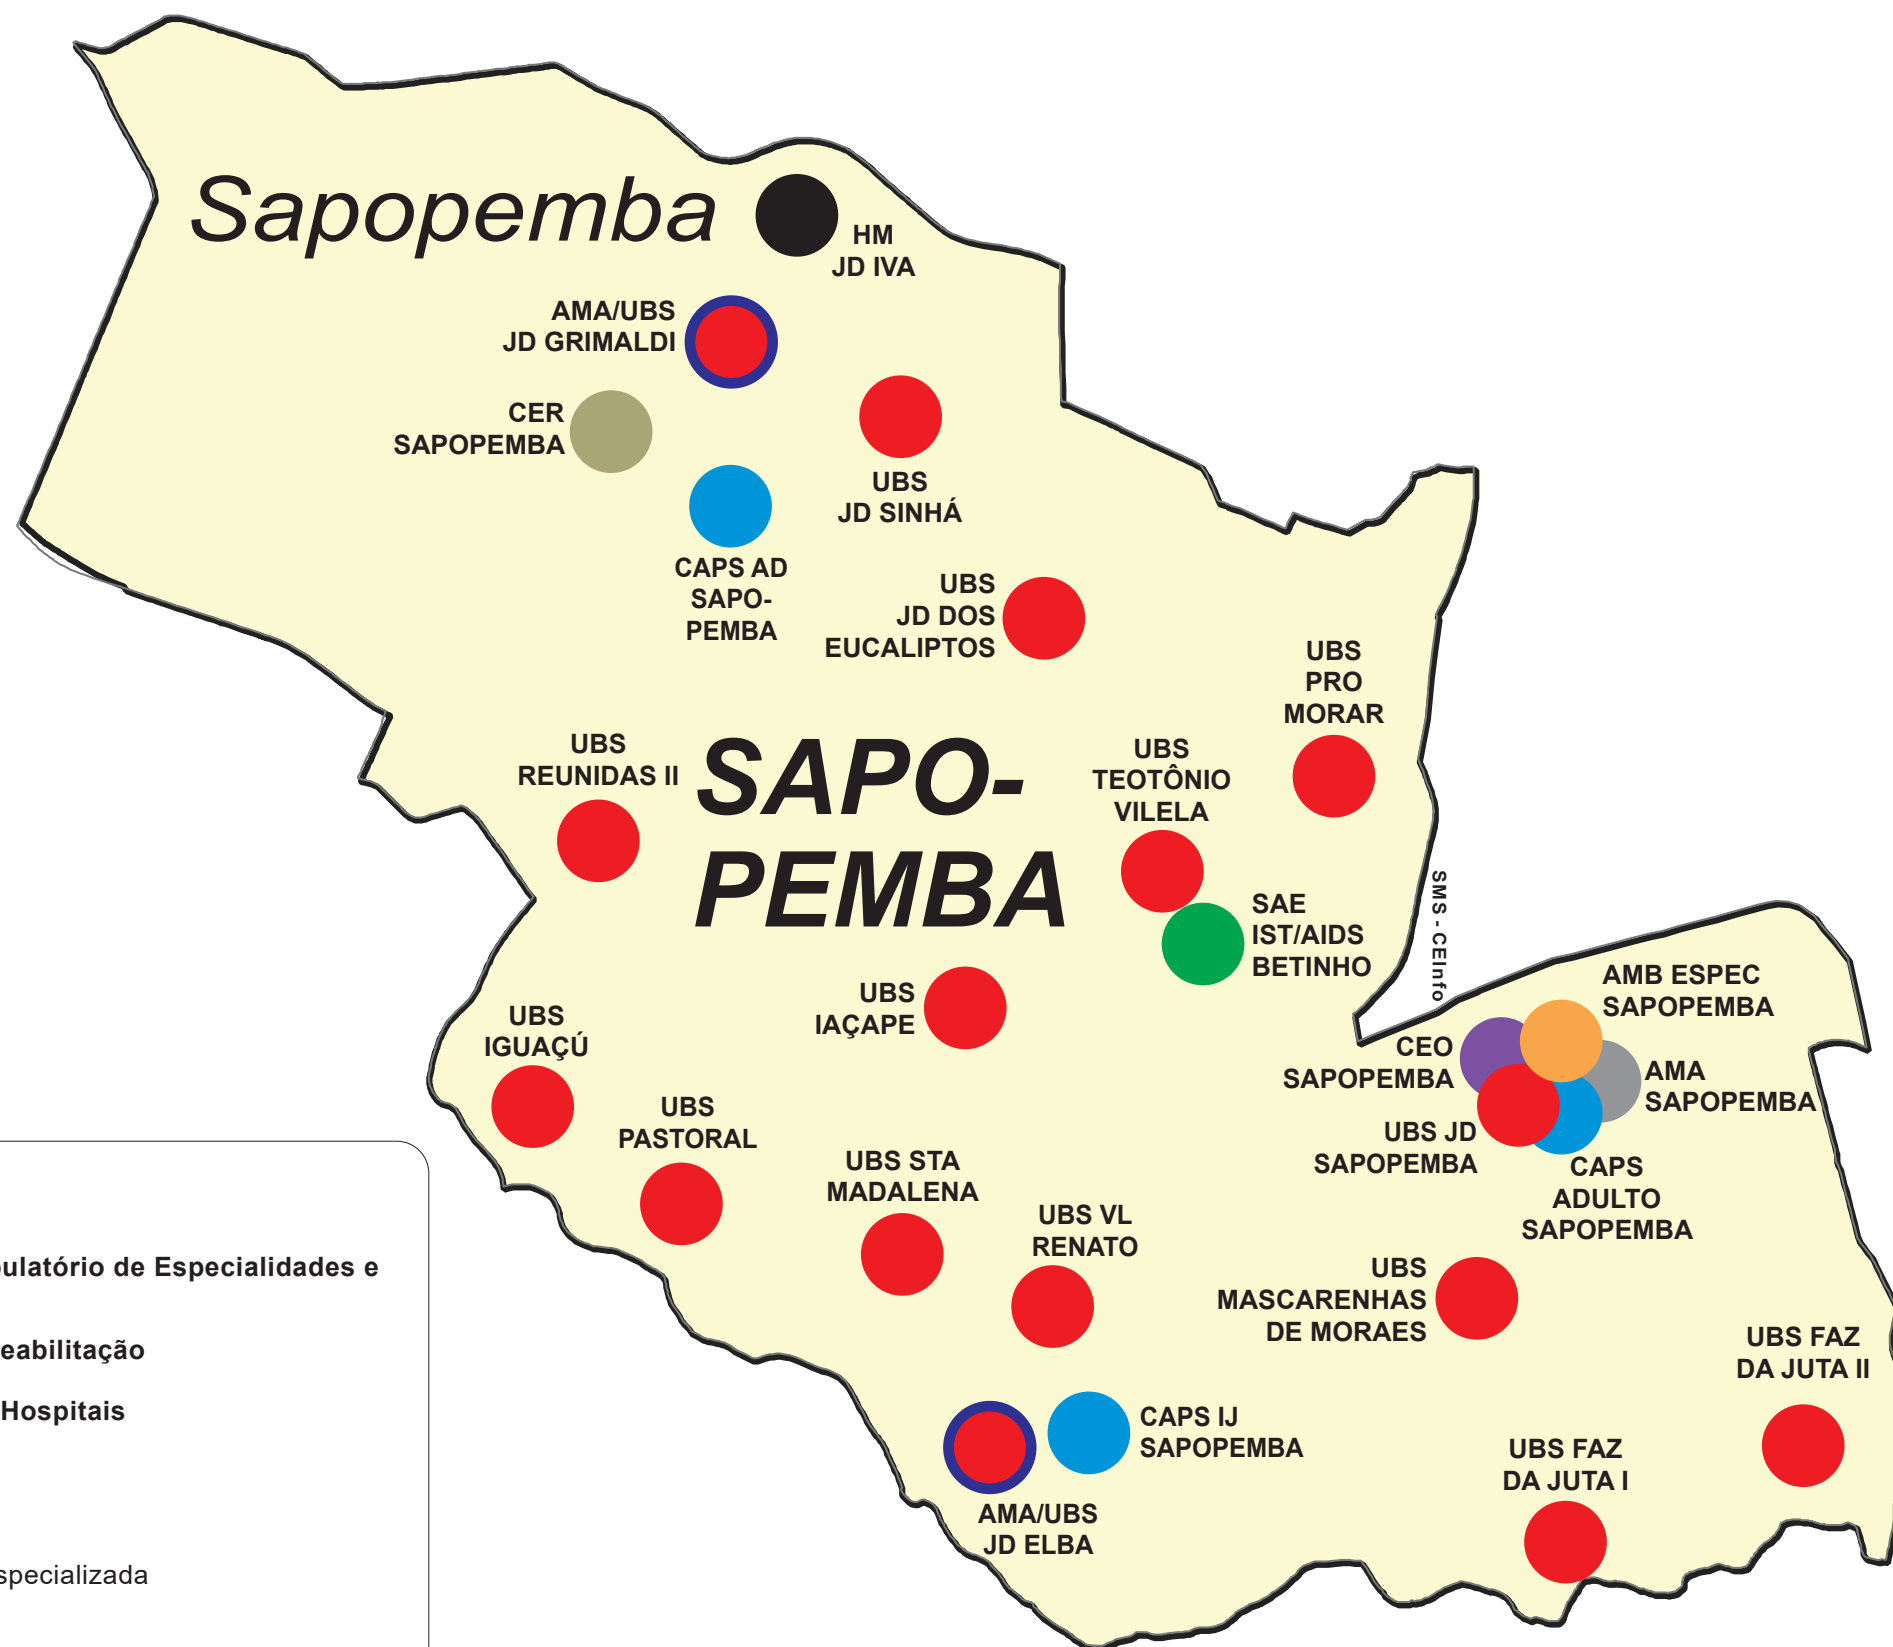 Sapopemba
HM
JD IVA
AMA/UBS
JD GRIMALDI
CER
SAPOPEMBA
UBS
JD SINHÁ
CAPS AD
SAPO-
PEMBA
UBS
JD DOS
EUCALIPTOS
UBS
PRO
MORAR
UBS
REUNIDAS II
SAPO-
PEMBA
UBS
TEOTÔNIO
VILELA
SAE
IST/AIDS
BETINHO
SMS - CEInfo
UBS
IAÇAPE
UBS
IGUAÇÚ
UBS
PASTORAL
AMB ESPEC
SAPOPEMBA
CEO
SAPOPEMBA
AMA
SAPOPEMBA
UBS JD
SAPOPEMBA
CAPS
ADULTO
SAPOPEMBA
UBS STA
MADALENA
UBS VL
RENATO
UBS
MASCARENHAS
DE MORAES
UBS FAZ
DA JUTA II
CAPS IJ
SAPOPEMBA
AMA/UBS
JD ELBA
UBS FAZ
DA JUTA I
ulatório de Especialidades e
eabilitação
Hospitais
specializada